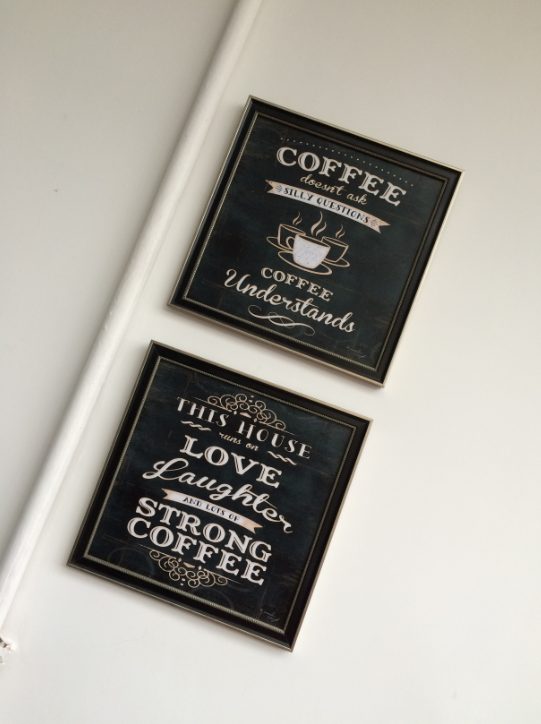 COFFEE
doesn't ask
SILLY QUESTIONS
COFFEE
Understands
THIS HOUSE
runs on
LOVE
Laughter
AND LOTS OF
STRONG
COFFEE